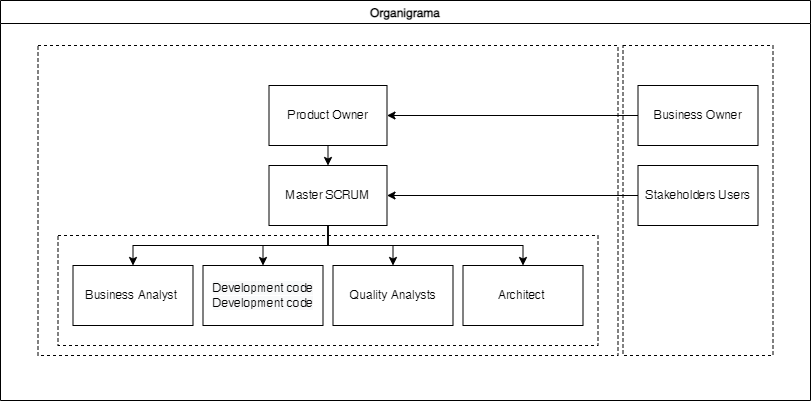 Organigrama
Product Owner
Business Owner
Master SCRUM
Stakeholders Users
Business Analyst
Development code
Development code
Quality Analysts
Architect